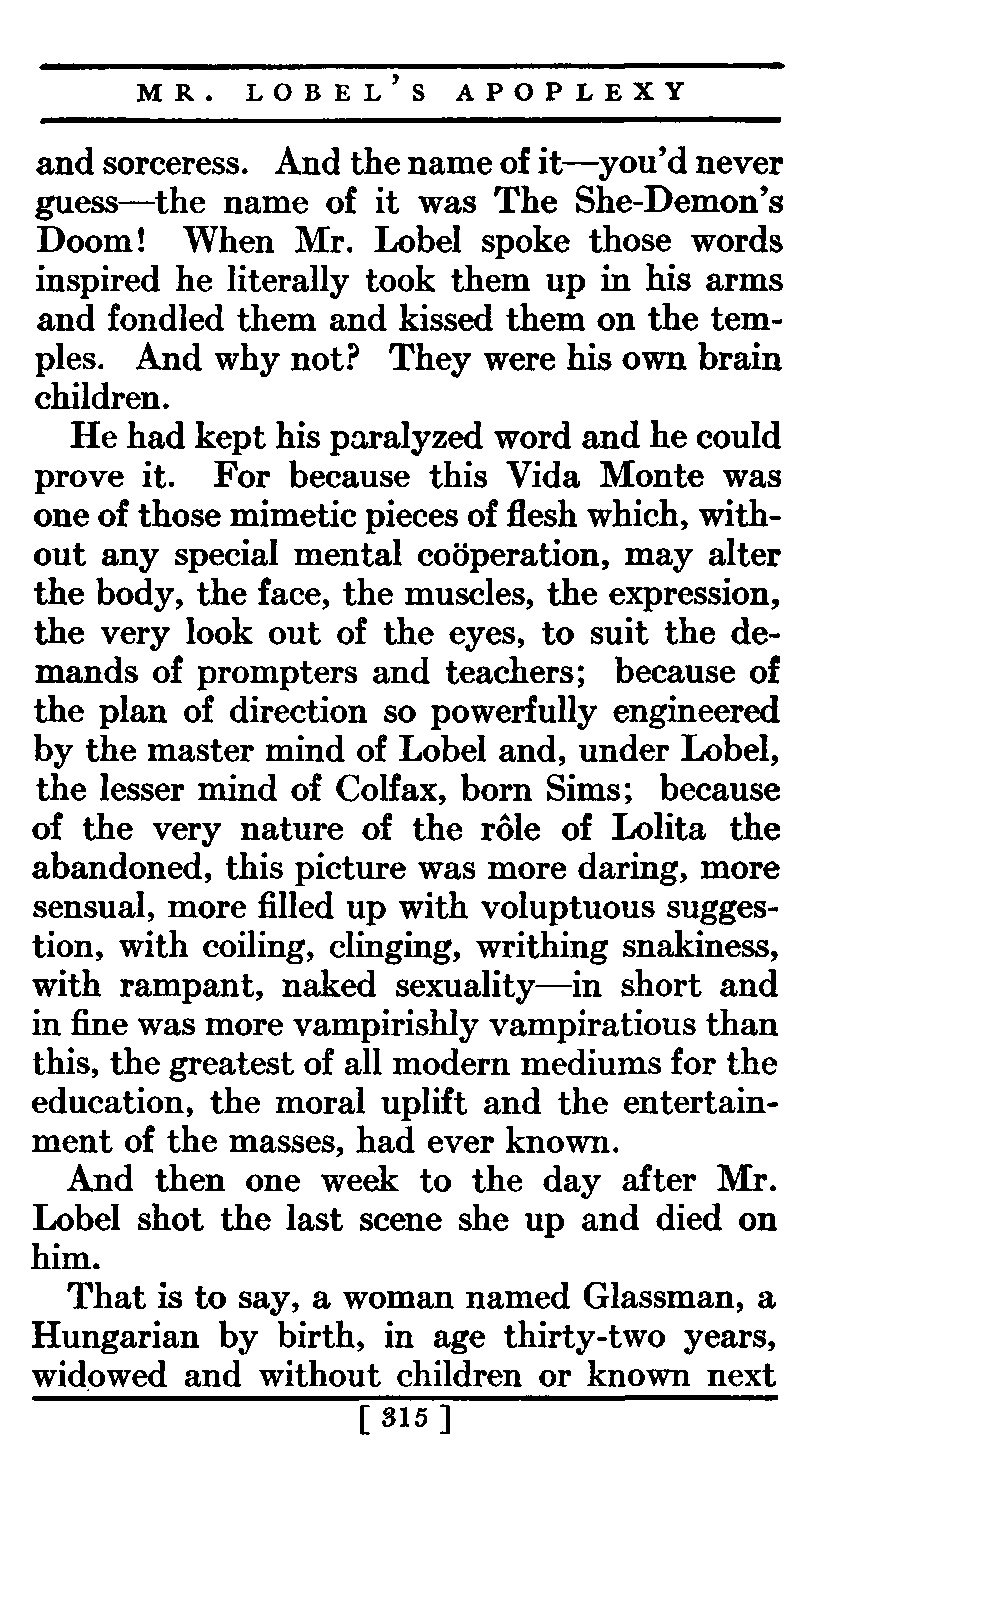 MR. LOBEL'S APOPLEXY
and sorceress. And the name of it—you'd never
guess—the name of it was The She-Demon's
Doom! When Mr. Lobel spoke those words
inspired he literally took them up in his arms
and fondled them and kissed them on the tem-
ples. And why not? They were his own brain
children.
He had kept his paralyzed word and he could
prove it. For because this Vida Monte was
one of those mimetic pieces of flesh which, with-
out any special mental coöperation, may alter
the body, the face, the muscles, the expression,
the very look out of the eyes, to suit the de-
mands of prompters and teachers; because of
the plan of direction so powerfully engineered
by the master mind of Lobel and, under Lobel,
the lesser mind of Colfax, born Sims; because
of the very nature of the rôle of Lolita the
abandoned, this picture was more daring, more
sensual, more filled up with voluptuous sugges-
tion, with coiling, clinging, writhing snakiness,
with rampant, naked sexuality—in short and
in fine was more vampirishly vampiratious than
this, the greatest of all modern mediums for the
education, the moral uplift and the entertain-
ment of the masses, had ever known.
And then one week to the day after Mr.
Lobel shot the last scene she up and died on
him.
That is to say, a woman named Glassman, a
Hungarian by birth, in age thirty-two years,
widowed and without children or known next
[ 315 ]